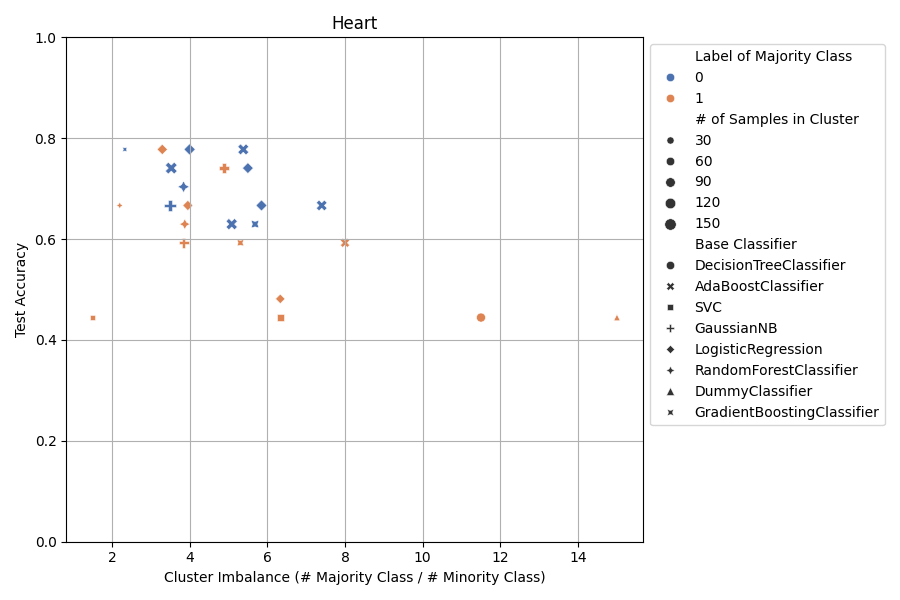 Heart
1.0
0.8
0.6
0.4
0.2
0.0
Test Accuracy
2 4 6 8 10 12 14
Cluster Imbalance (# Majority Class / # Minority Class)
Label of Majority Class
0
1
# of Samples in Cluster
30
60
90
120
150
Base Classifier
DecisionTreeClassifier
AdaBoostClassifier
SVC
GaussianNB
LogisticRegression
RandomForestClassifier
DummyClassifier
GradientBoostingClassifier